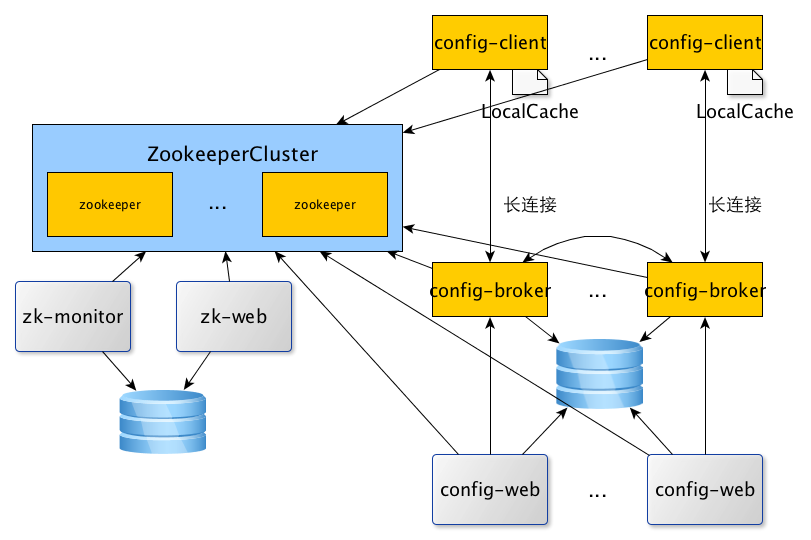 config-client
...
config-client
LocalCache
LocalCache
ZookeeperCluster
zookeeper
...
zookeeper
长连接
长连接
config-broker
...
config-broker
zk-monitor
zk-web
config-web
...
config-web